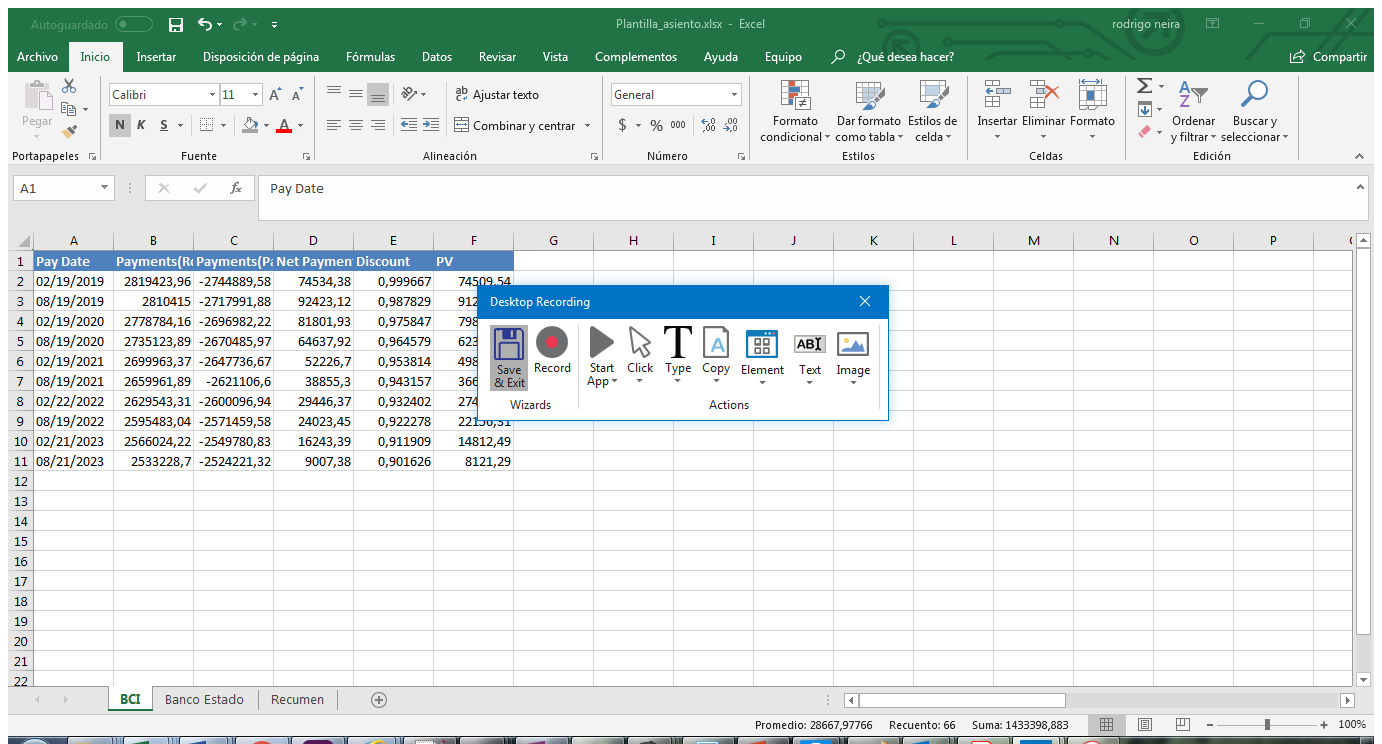 Autoguardado Plantilla_asiento.xlsx - Excel rodrigo neira
Archivo Inicio Insertar Disposición de página Fórmulas Datos Revisar Vista Complementos Ayuda Equipo ¿Qué desea hacer? Compartir
Pegar
Portapapeles
Calibri 11
N K S
Fuente
Ajustar texto
Combinar y centrar
Alineación
General
$ % 000
Número
Formato condicional
Dar formato como tabla
Estilos de celda
Estilos
Insertar Eliminar Formato
Celdas
Ordenar y filtrar
Buscar y seleccionar
Edición
A1 fx Pay Date
A B C D E F G H I J K L M N O P
1 Pay Date Payments(Re Payments(Pa Net Paymen Discount PV
2 02/19/2019 2819423,96 -2744889,58 74534,38 0,999667 74509,54
3 08/19/2019 2810415 -2717991,88 92423,12 0,987829 912
4 02/19/2020 2778784,16 -2696982,22 81801,93 0,975847 798
5 08/19/2020 2735123,89 -2670485,97 64637,92 0,964579 623
6 02/19/2021 2699963,37 -2647736,67 52226,7 0,953814 498
7 08/19/2021 2659961,89 -2621106,6 38855,3 0,943157 366
8 02/22/2022 2629543,31 -2600096,94 29446,37 0,932402 274
9 08/19/2022 2595483,04 -2571459,58 24023,45 0,922278 22156,31
10 02/21/2023 2566024,22 -2549780,83 16243,39 0,911909 14812,49
11 08/21/2023 2533228,7 -2524221,32 9007,38 0,901626 8121,29
12
13
14
15
16
17
18
19
20
21
22
Desktop Recording
Save & Exit
Record
Wizards
Start App
Click
Type
Copy
Element
Text
Image
Actions
BCI Banco Estado Recumen
Promedio: 28667,97766 Recuento: 66 Suma: 1433398,883 100%